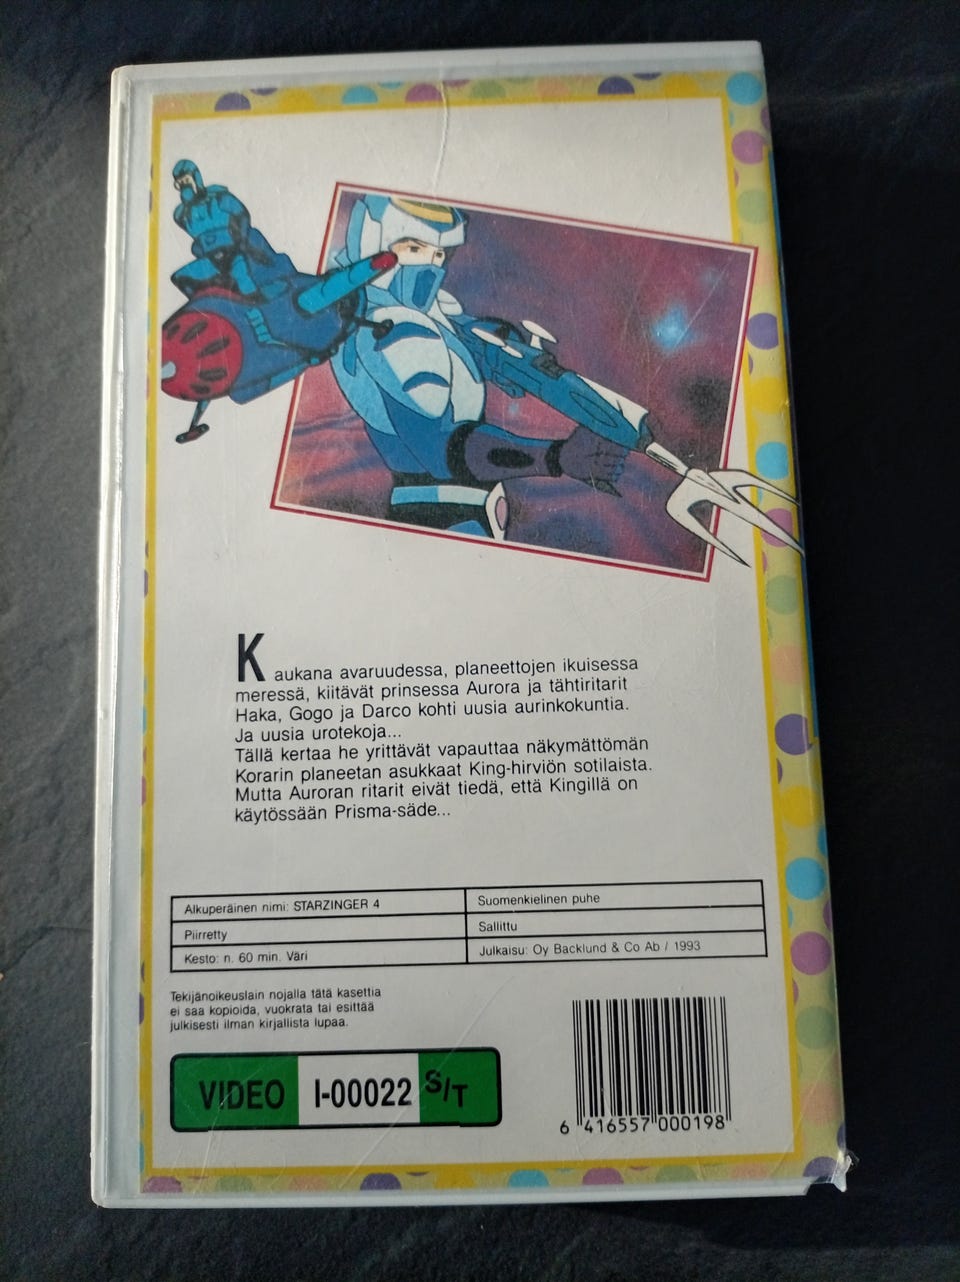 Kaukana avaruudessa, planeettojen ikuisessa
meressä, kiitävät prinsessa Aurora ja tähtiritarit
Haka, Gogo ja Darco kohti uusia aurinkokuntia.
Ja uusia urotekoja...
Tällä kertaa he yrittävät vapauttaa näkymättömän
Korarin planeetan asukkaat King-hirviön sotilaista.
Mutta Auroran ritarit eivät tiedä, että Kingillä on
käytössään Prisma-säde...
Alkuperäinen nimi: STARZINGER 4
Suomenkielinen puhe
Piirretty
Sallittu
Kesto: n. 60 min. Väri
Julkaisu: Oy Backlund & Co Ab / 1993
Tekijänoikeuslain nojalla tätä kasettia
ei saa kopioida, vuokrata tai esittää
julkisesti ilman kirjallista lupaa.
VIDEO I-00022 S/T
6 416557 000198